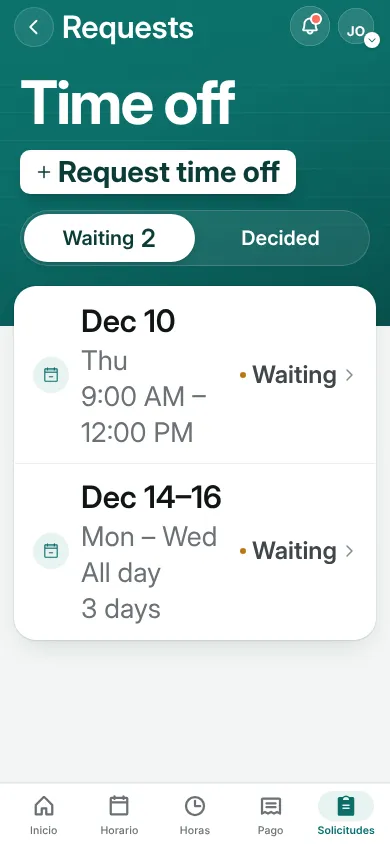 Requests
JO
Time off
+ Request time off
Waiting 2
Decided
Dec 10
Thu
9:00 AM –
12:00 PM
Waiting
Dec 14–16
Mon – Wed
All day
3 days
Waiting
Inicio
Horario
Horas
Pago
Solicitudes